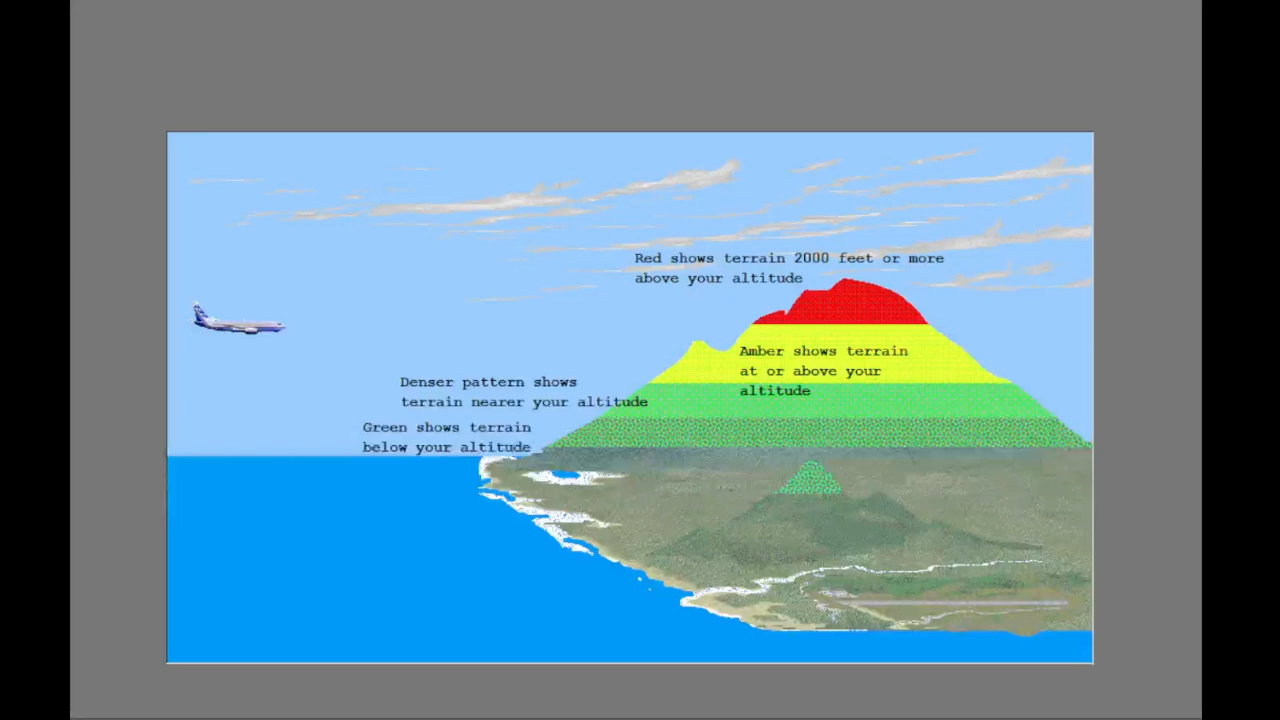 Red shows terrain 2000 feet or more
above your altitude
Amber shows terrain
at or above your
altitude
Denser pattern shows
terrain nearer your altitude
Green shows terrain
below your altitude